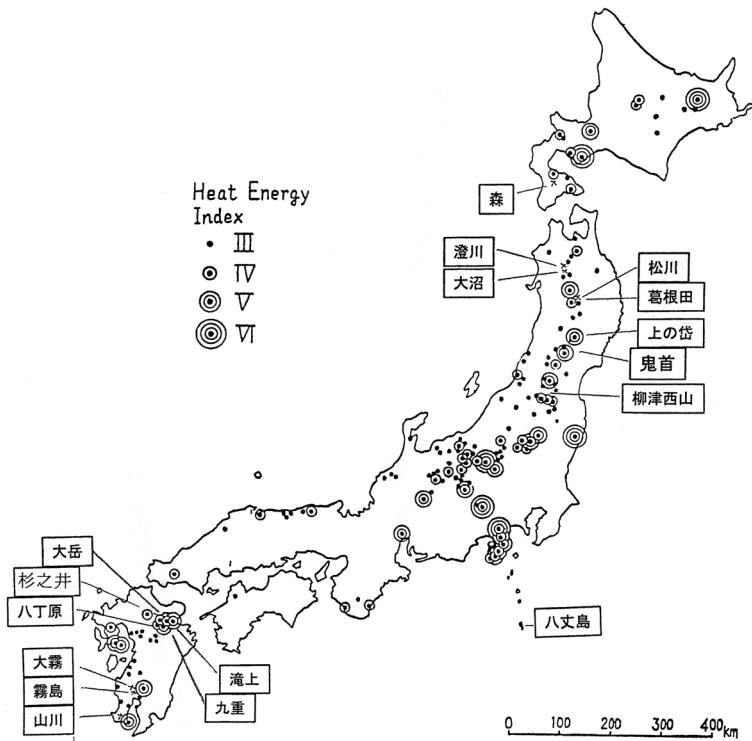 Heat Energy
Index
III
IV
V
VI
森
澄川
大沼
松川
葛根田
上の岱
鬼首
柳津西山
大岳
杉之井
八丁原
大霧
霧島
山川
滝上
九重
八丈島
0 100 200 300 400km